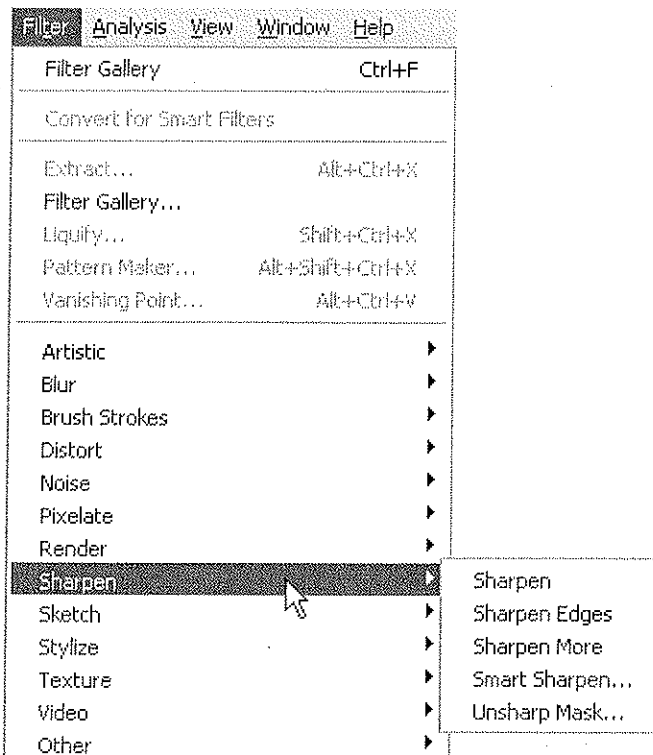 Filter Analysis View Window Help
Filter Gallery Ctrl+F
Convert for Smart Filters
Extract... Alt+Ctrl+X
Filter Gallery...
Liquify... Shift+Ctrl+X
Pattern Maker... Alt+Shift+Ctrl+X
Vanishing Point... Alt+Ctrl+V
Artistic
Blur
Brush Strokes
Distort
Noise
Pixelate
Render
Sharpen
Sketch
Stylize
Texture
Video
Other
Sharpen
Sharpen Edges
Sharpen More
Smart Sharpen...
Unsharp Mask...